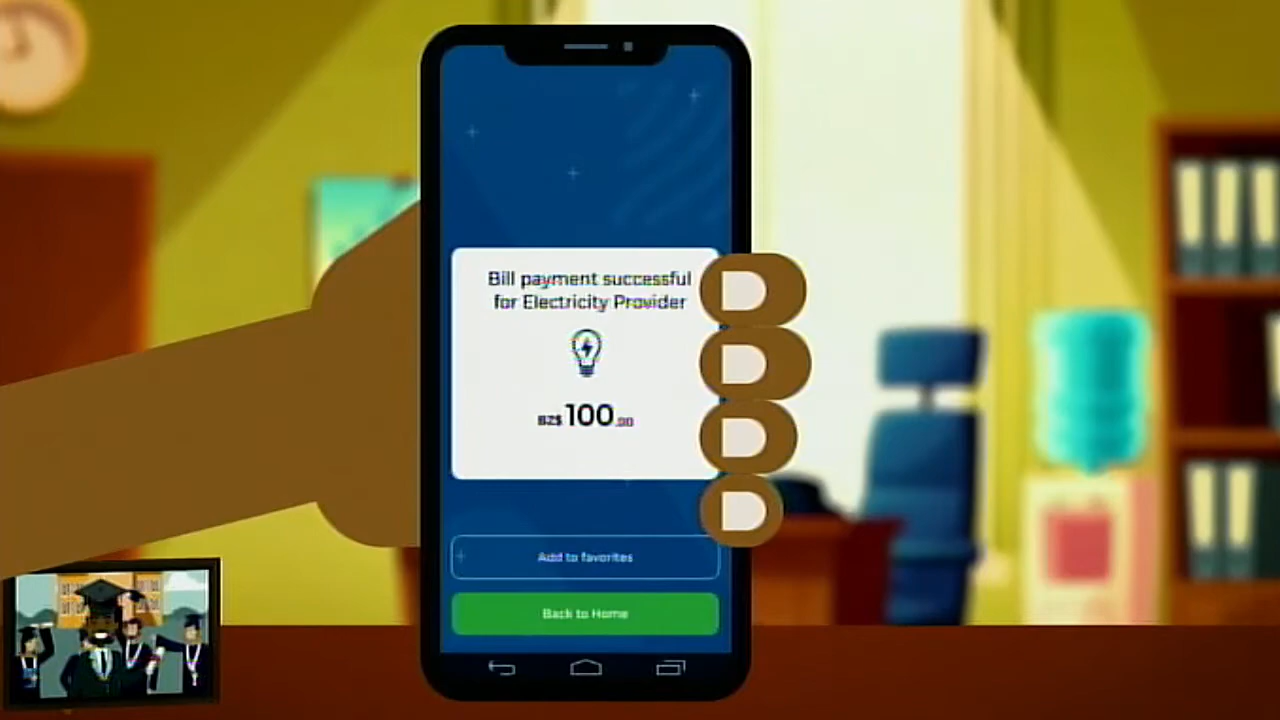 Bill payment successful
for Electricity Provider
BZ$ 100.00
Add to favorites
Back to Home